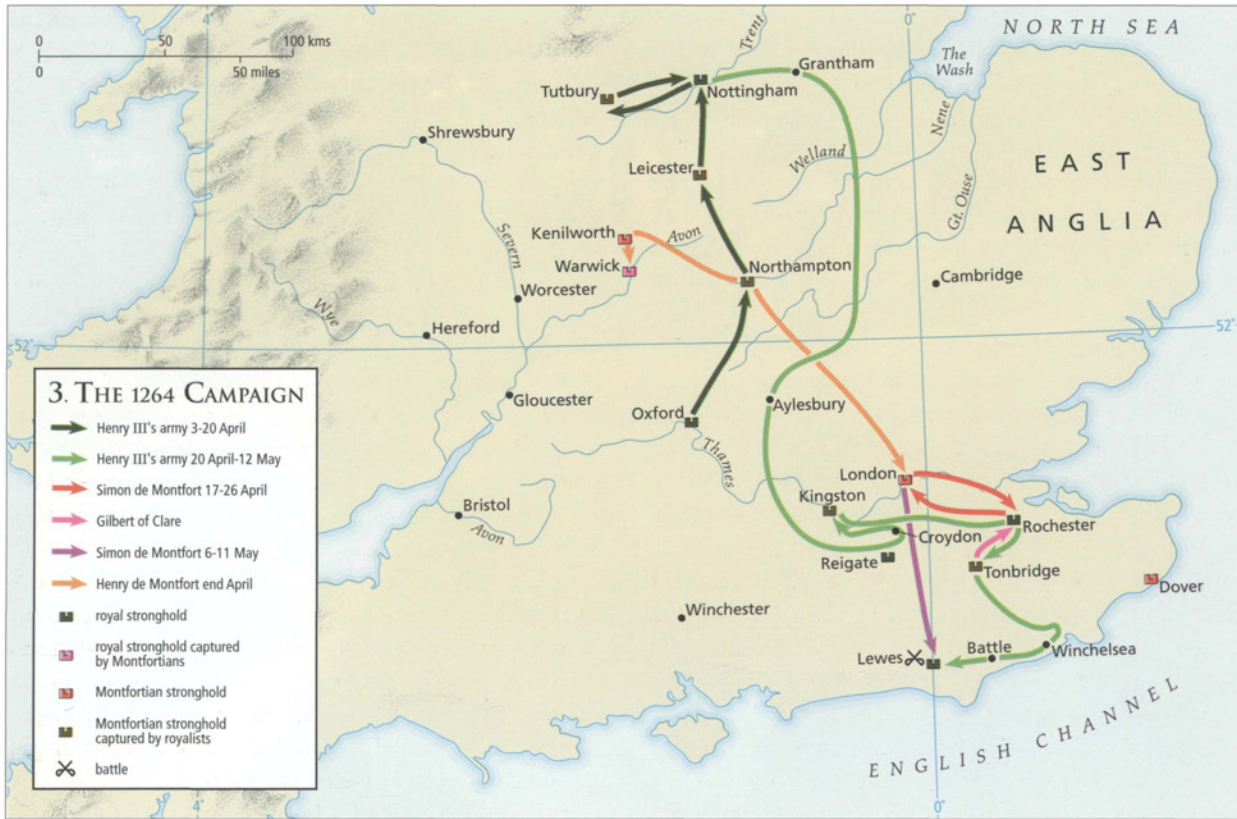 4°
0°
NORTH SEA
0 50 100 kms
0 50 miles
Trent
Grantham
The
Wash
Tutbury
Nottingham
Nene
Shrewsbury
Welland
Leicester
EAST
ANGLIA
Gt. Ouse
Severn
Kenilworth
Avon
Warwick
Northampton
Cambridge
Worcester
Wye
Hereford
52°
52°
3. THE 1264 CAMPAIGN
Henry III's army 3-20 April
Henry III's army 20 April-12 May
Simon de Montfort 17-26 April
Gilbert of Clare
Simon de Montfort 6-11 May
Henry de Montfort end April
royal stronghold
royal stronghold captured
by Montfortians
Montfortian stronghold
Montfortian stronghold
captured by royalists
battle
Gloucester
Aylesbury
Oxford
Thames
London
Kingston
Bristol
Avon
Rochester
Croydon
Reigate
Tonbridge
Dover
Winchester
Lewes
Battle
Winchelsea
ENGLISH CHANNEL
4°
0°